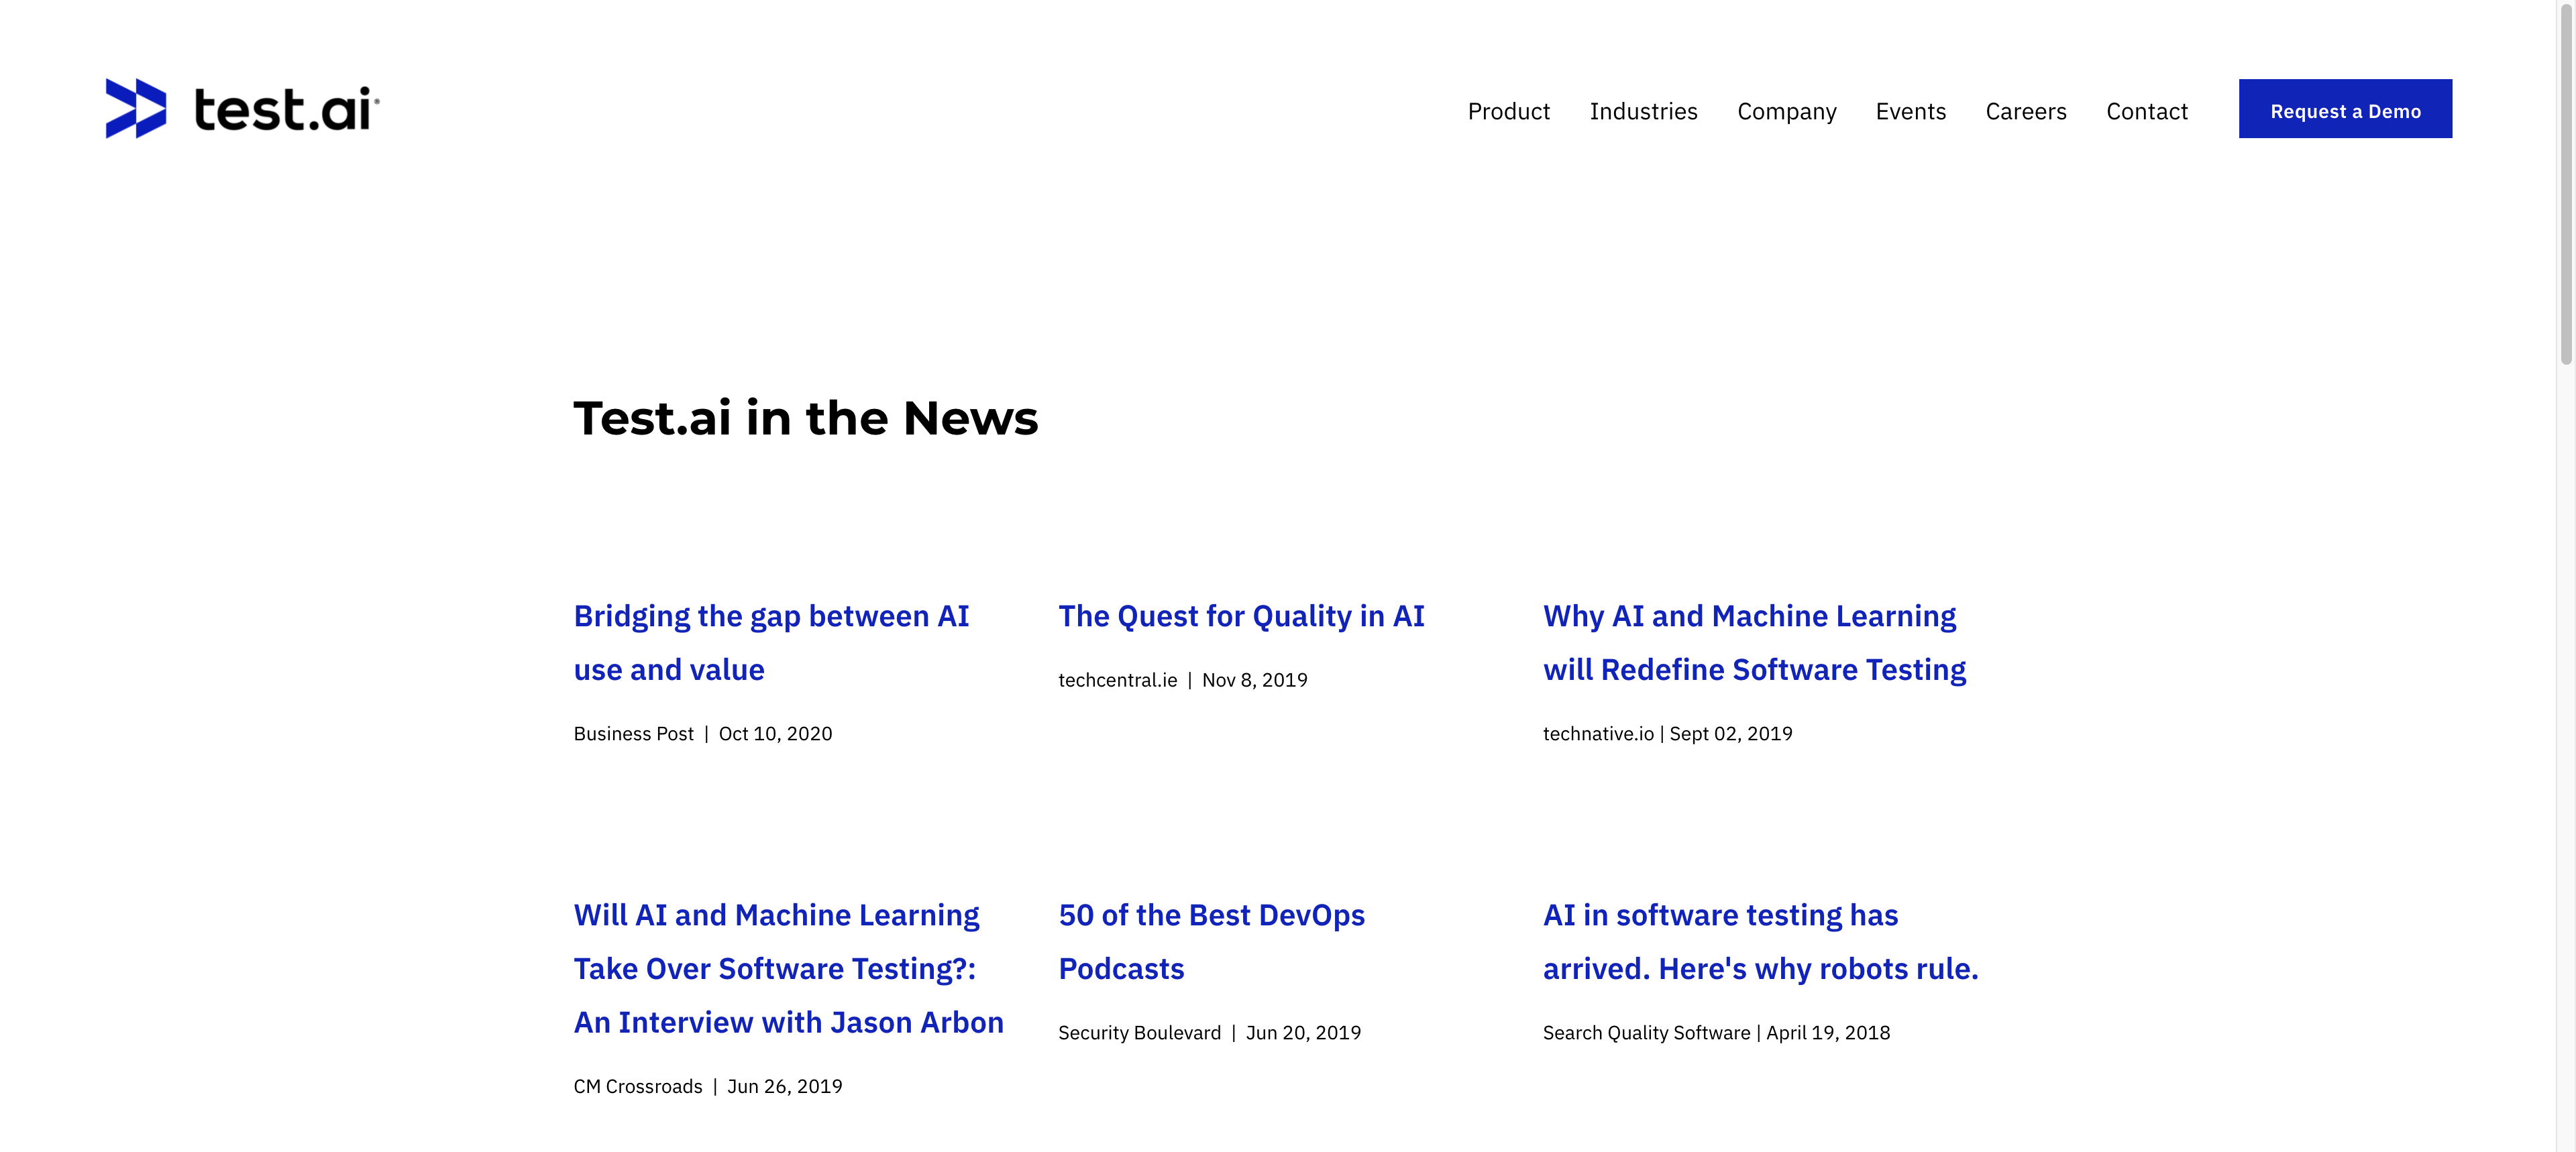 test.ai
Product
Industries
Company
Events
Careers
Contact
Request a Demo
Test.ai in the News
Bridging the gap between AI
use and value
Business Post | Oct 10, 2020
The Quest for Quality in AI
techcentral.ie | Nov 8, 2019
Why AI and Machine Learning
will Redefine Software Testing
technative.io | Sept 02, 2019
Will AI and Machine Learning
Take Over Software Testing?:
An Interview with Jason Arbon
CM Crossroads | Jun 26, 2019
50 of the Best DevOps
Podcasts
Security Boulevard | Jun 20, 2019
AI in software testing has
arrived. Here's why robots rule.
Search Quality Software | April 19, 2018